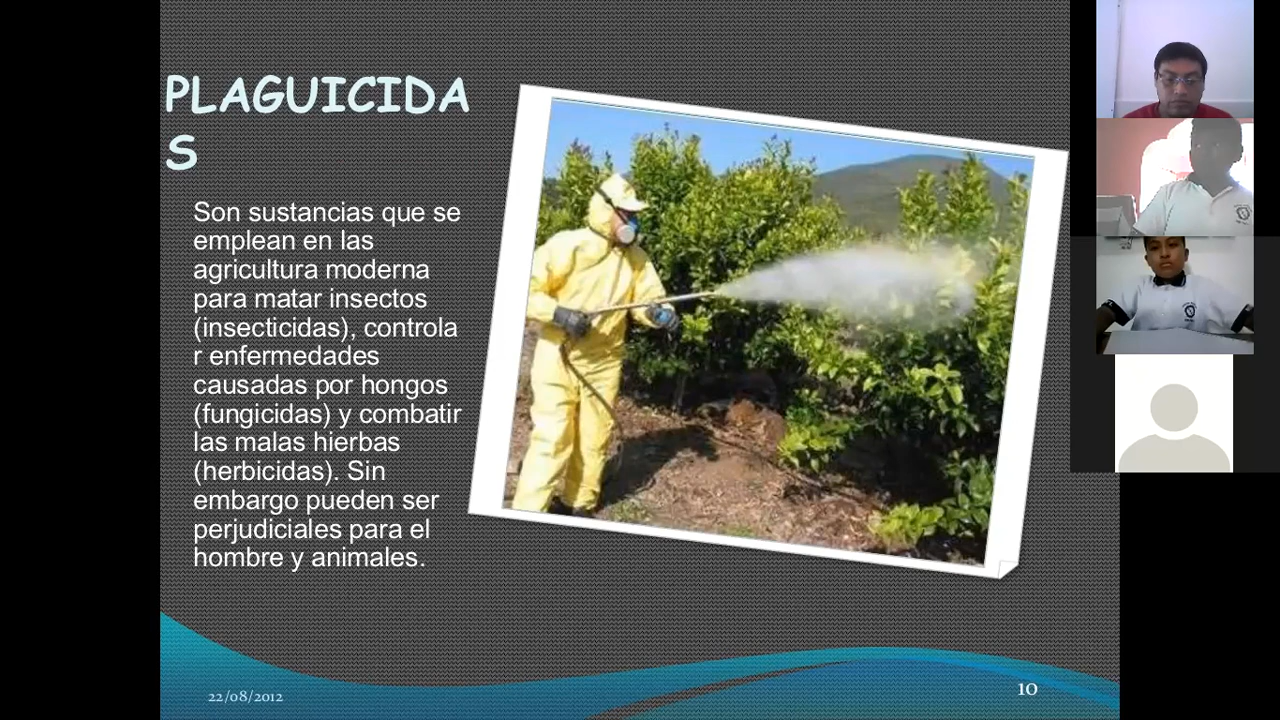 PLAGUICIDA
S
Son sustancias que se
emplean en las
agricultura moderna
para matar insectos
(insecticidas), controla
r enfermedades
causadas por hongos
(fungicidas) y combatir
las malas hierbas
(herbicidas). Sin
embargo pueden ser
perjudiciales para el
hombre y animales.
22/08/2012
10